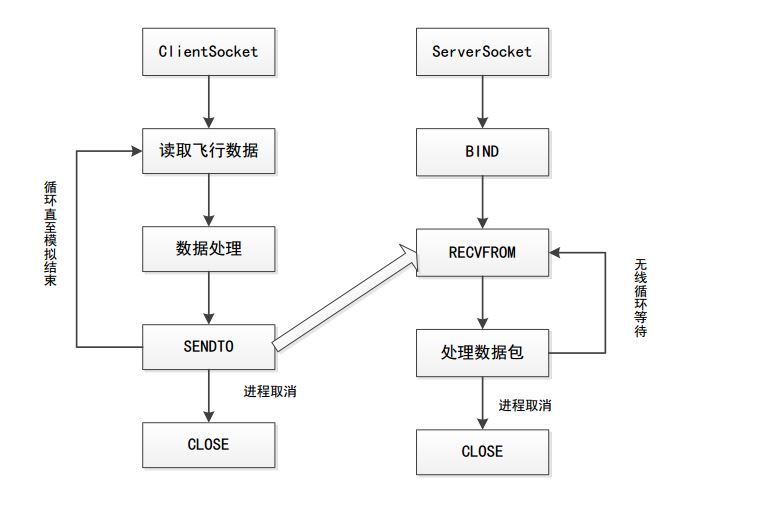 ClientSocket
读取飞行数据
数据处理
SENDTO
进程取消
CLOSE
循环直至模拟结束
ServerSocket
BIND
RECVFROM
处理数据包
进程取消
CLOSE
无线循环等待